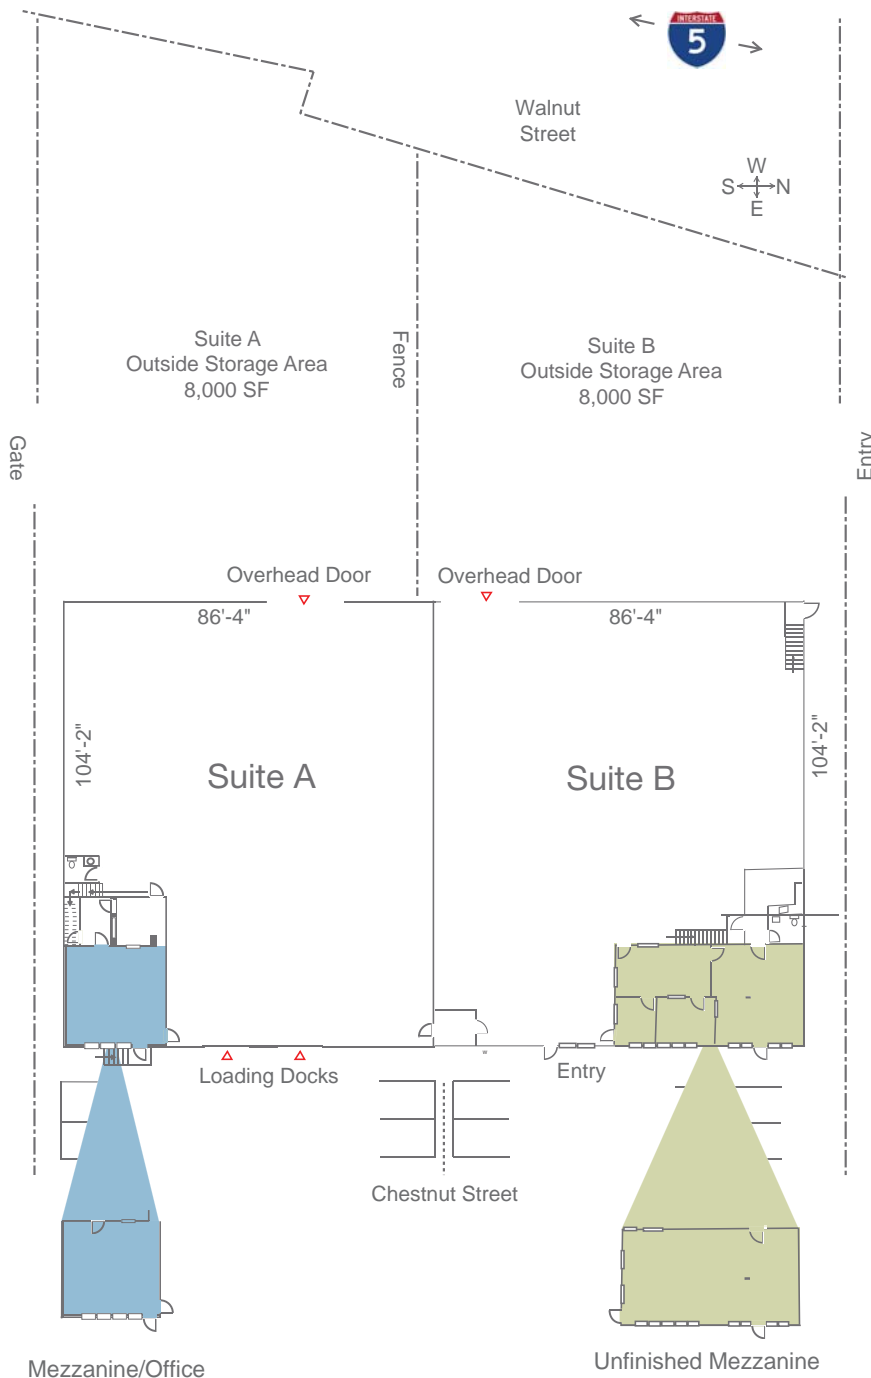 INTERSTATE
5
Walnut
Street
W
S N
E
Suite A
Outside Storage Area
8,000 SF
Fence
Suite B
Outside Storage Area
8,000 SF
Gate
Entry
Overhead Door
Overhead Door
86'-4"
86'-4"
104'-2"
104'-2"
Suite A
Suite B
Loading Docks
Entry
Chestnut Street
Mezzanine/Office
Unfinished Mezzanine